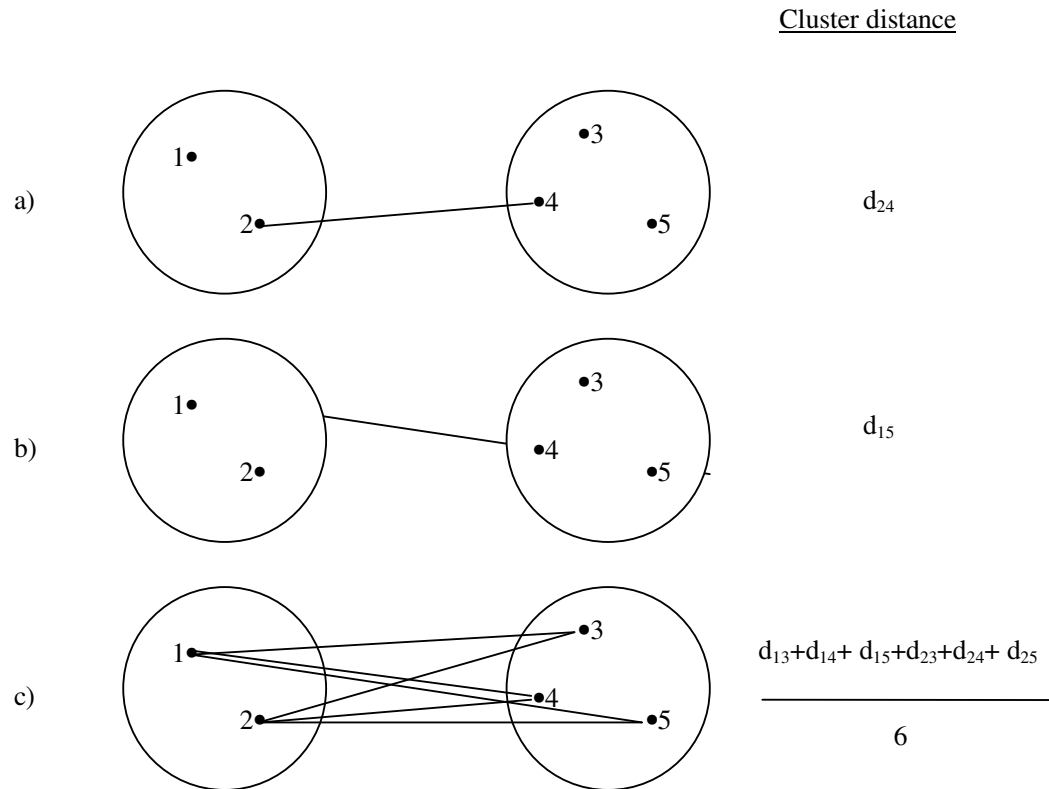 Cluster distance
a)
1
2
3
4
5
d₂₄
b)
1
2
3
4
5
d₁₅
c)
1
2
3
4
5
d₁₃+d₁₄+ d₁₅+d₂₃+d₂₄+ d₂₅
6